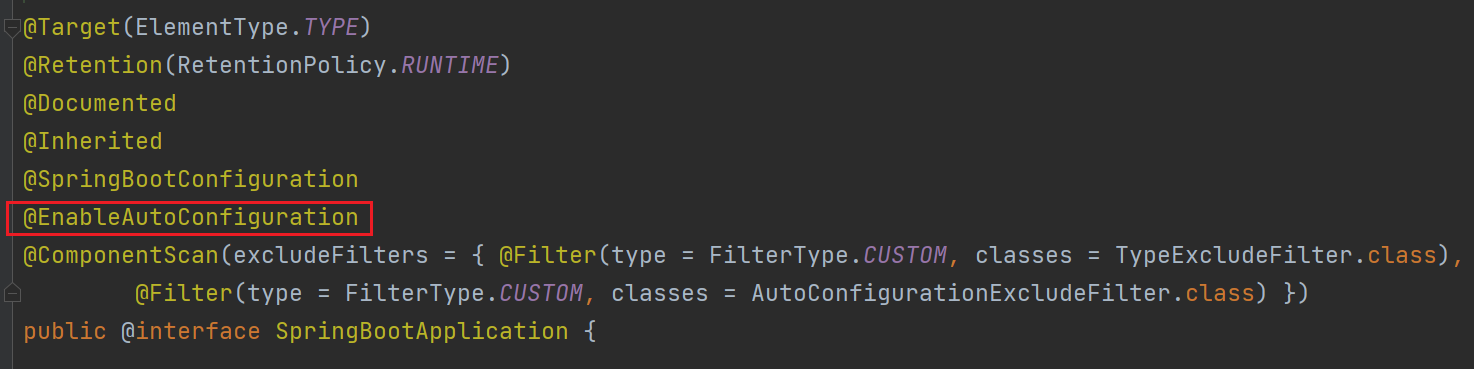 @Target(ElementType.TYPE)
@Retention(RetentionPolicy.RUNTIME)
@Documented
@Inherited
@SpringBootConfiguration
@EnableAutoConfiguration
@ComponentScan(excludeFilters = { @Filter(type = FilterType.CUSTOM, classes = TypeExcludeFilter.class),
        @Filter(type = FilterType.CUSTOM, classes = AutoConfigurationExcludeFilter.class) })
public @interface SpringBootApplication {